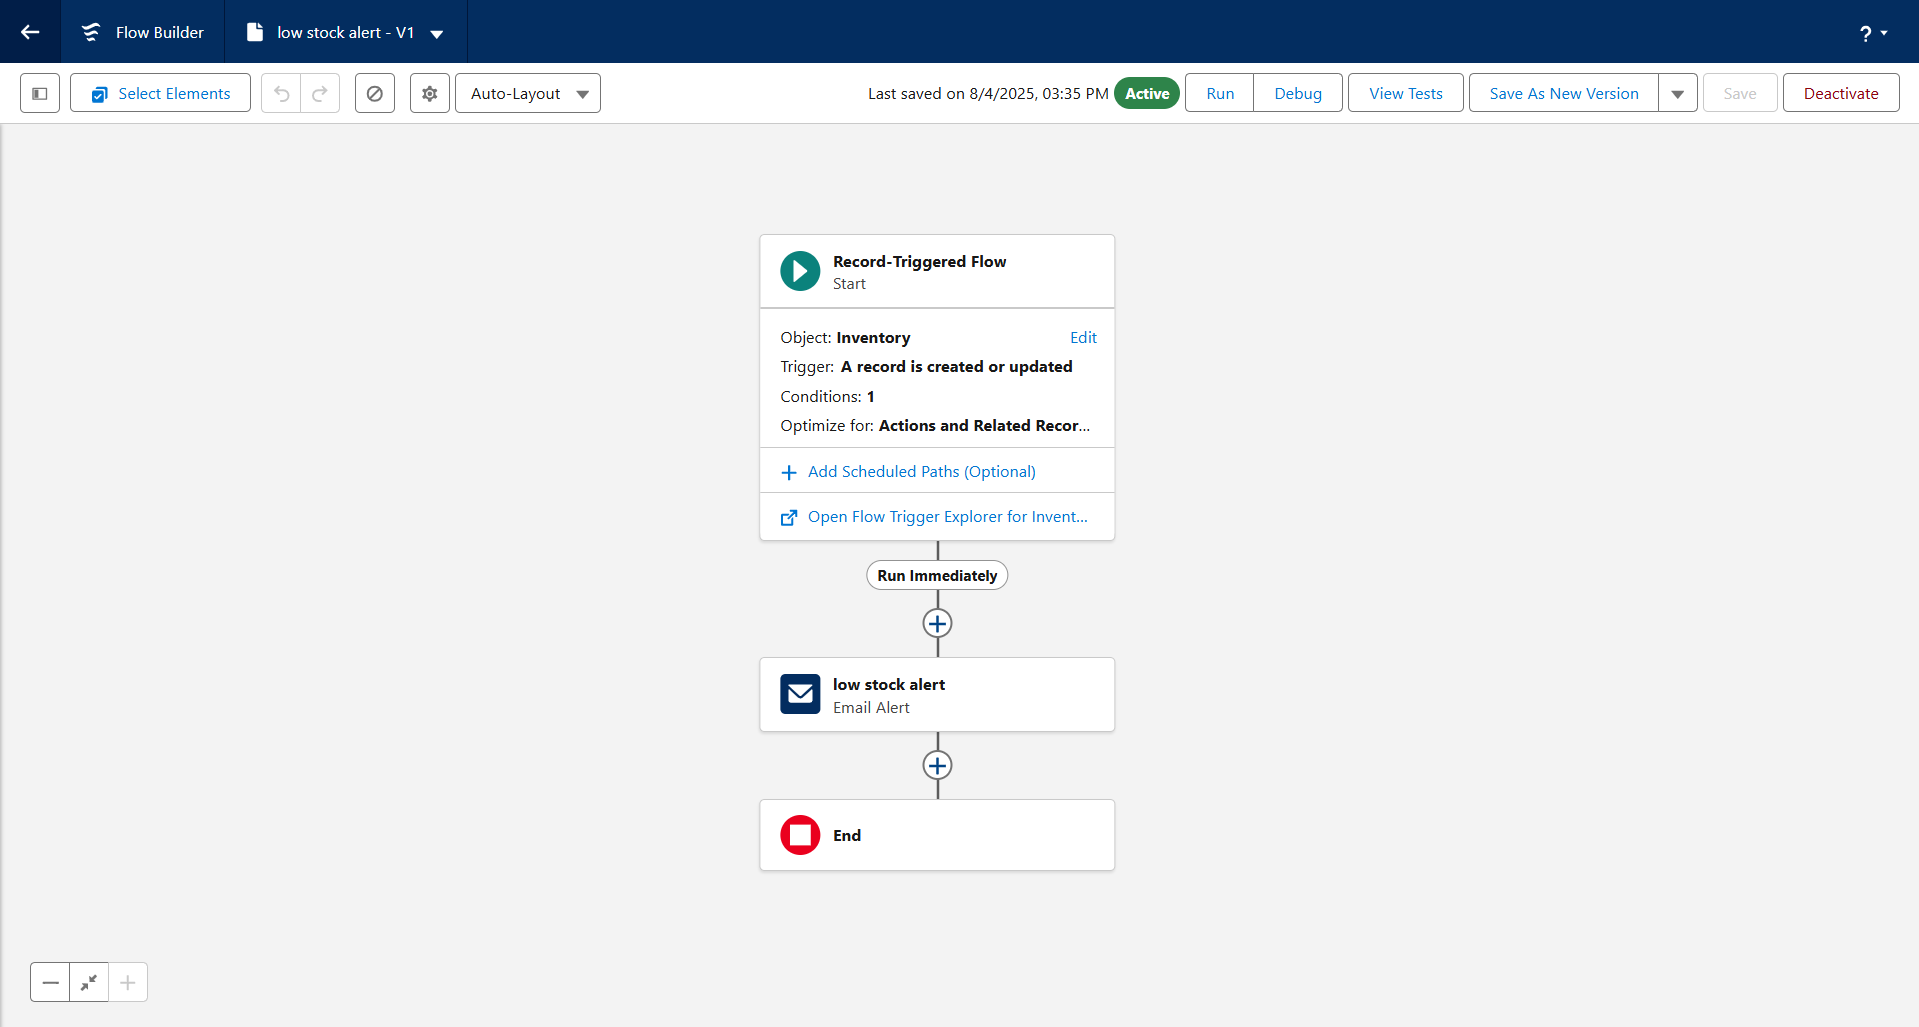 Flow Builder
low stock alert - V1
?
Select Elements
Auto-Layout
Last saved on 8/4/2025, 03:35 PM
Active
Run
Debug
View Tests
Save As New Version
Save
Deactivate
Record-Triggered Flow
Start
Object: Inventory
Edit
Trigger: A record is created or updated
Conditions: 1
Optimize for: Actions and Related Recor...
Add Scheduled Paths (Optional)
Open Flow Trigger Explorer for Invent...
Run Immediately
low stock alert
Email Alert
End